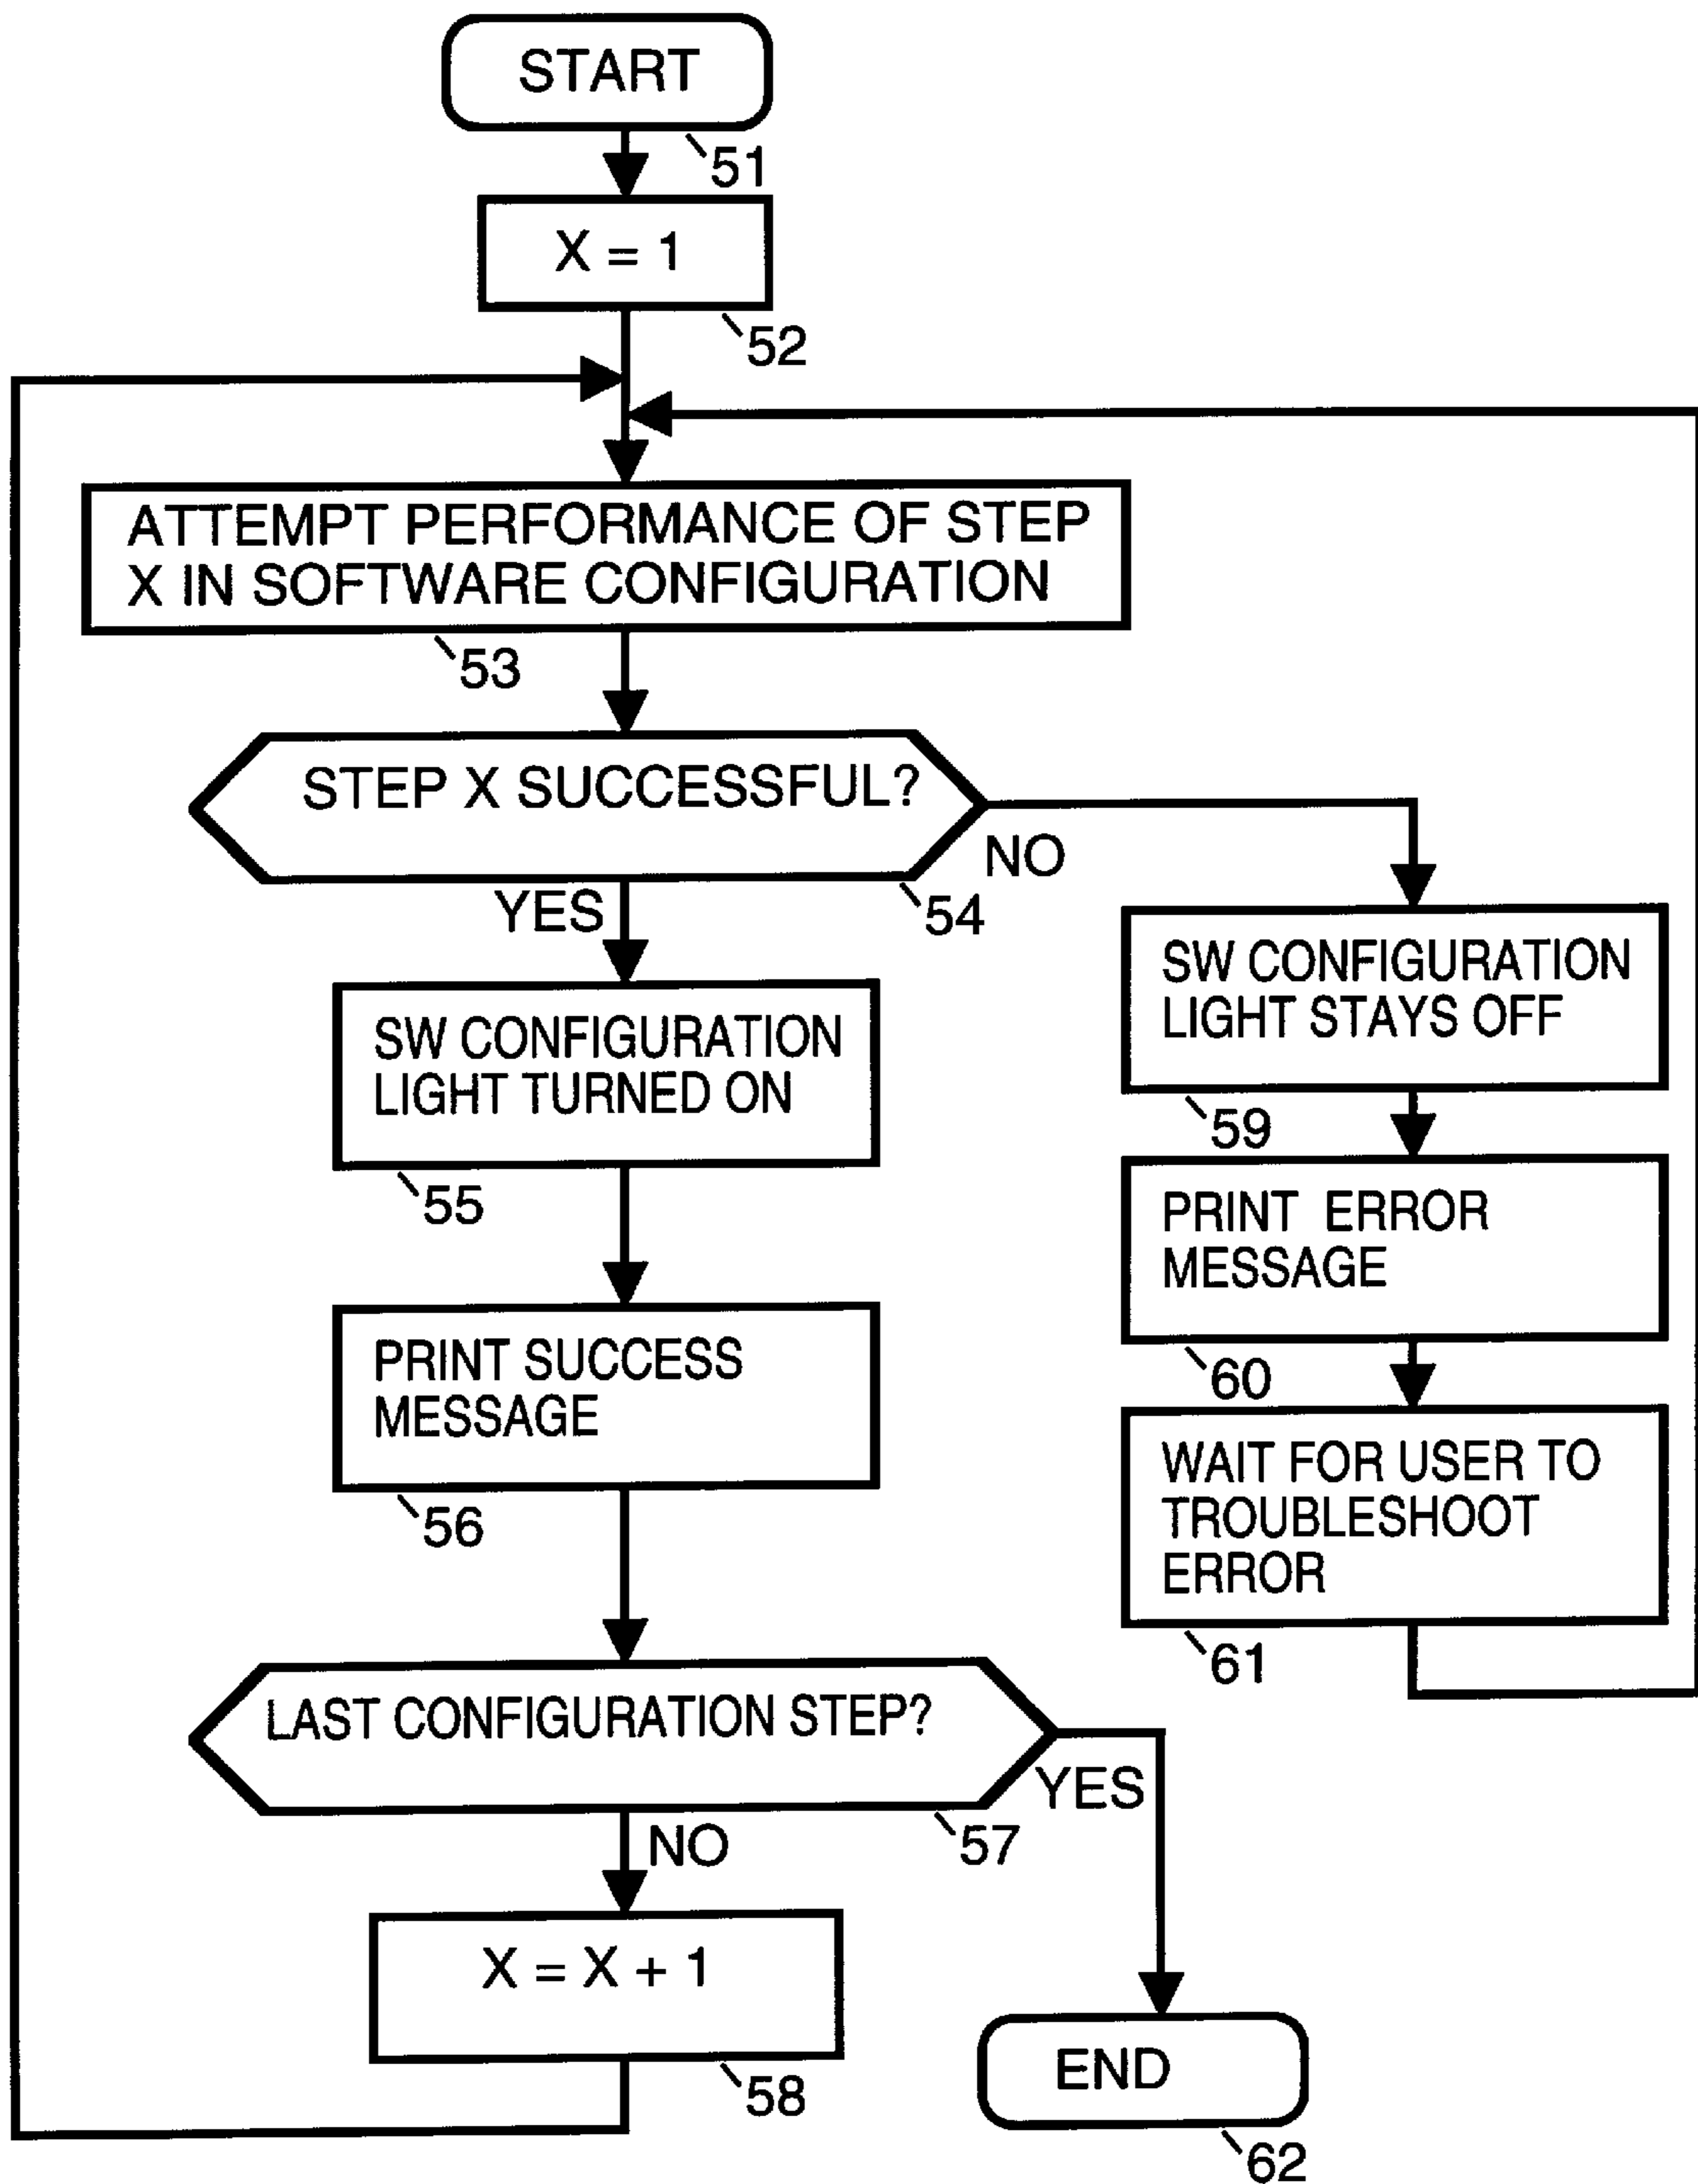 START
51
X = 1
52
ATTEMPT PERFORMANCE OF STEP
X IN SOFTWARE CONFIGURATION
53
STEP X SUCCESSFUL?
NO
YES
54
SW CONFIGURATION
LIGHT TURNED ON
55
PRINT SUCCESS
MESSAGE
56
SW CONFIGURATION
LIGHT STAYS OFF
59
PRINT ERROR
MESSAGE
60
WAIT FOR USER TO
TROUBLESHOOT
ERROR
61
LAST CONFIGURATION STEP?
YES
NO
57
X = X + 1
58
END
62